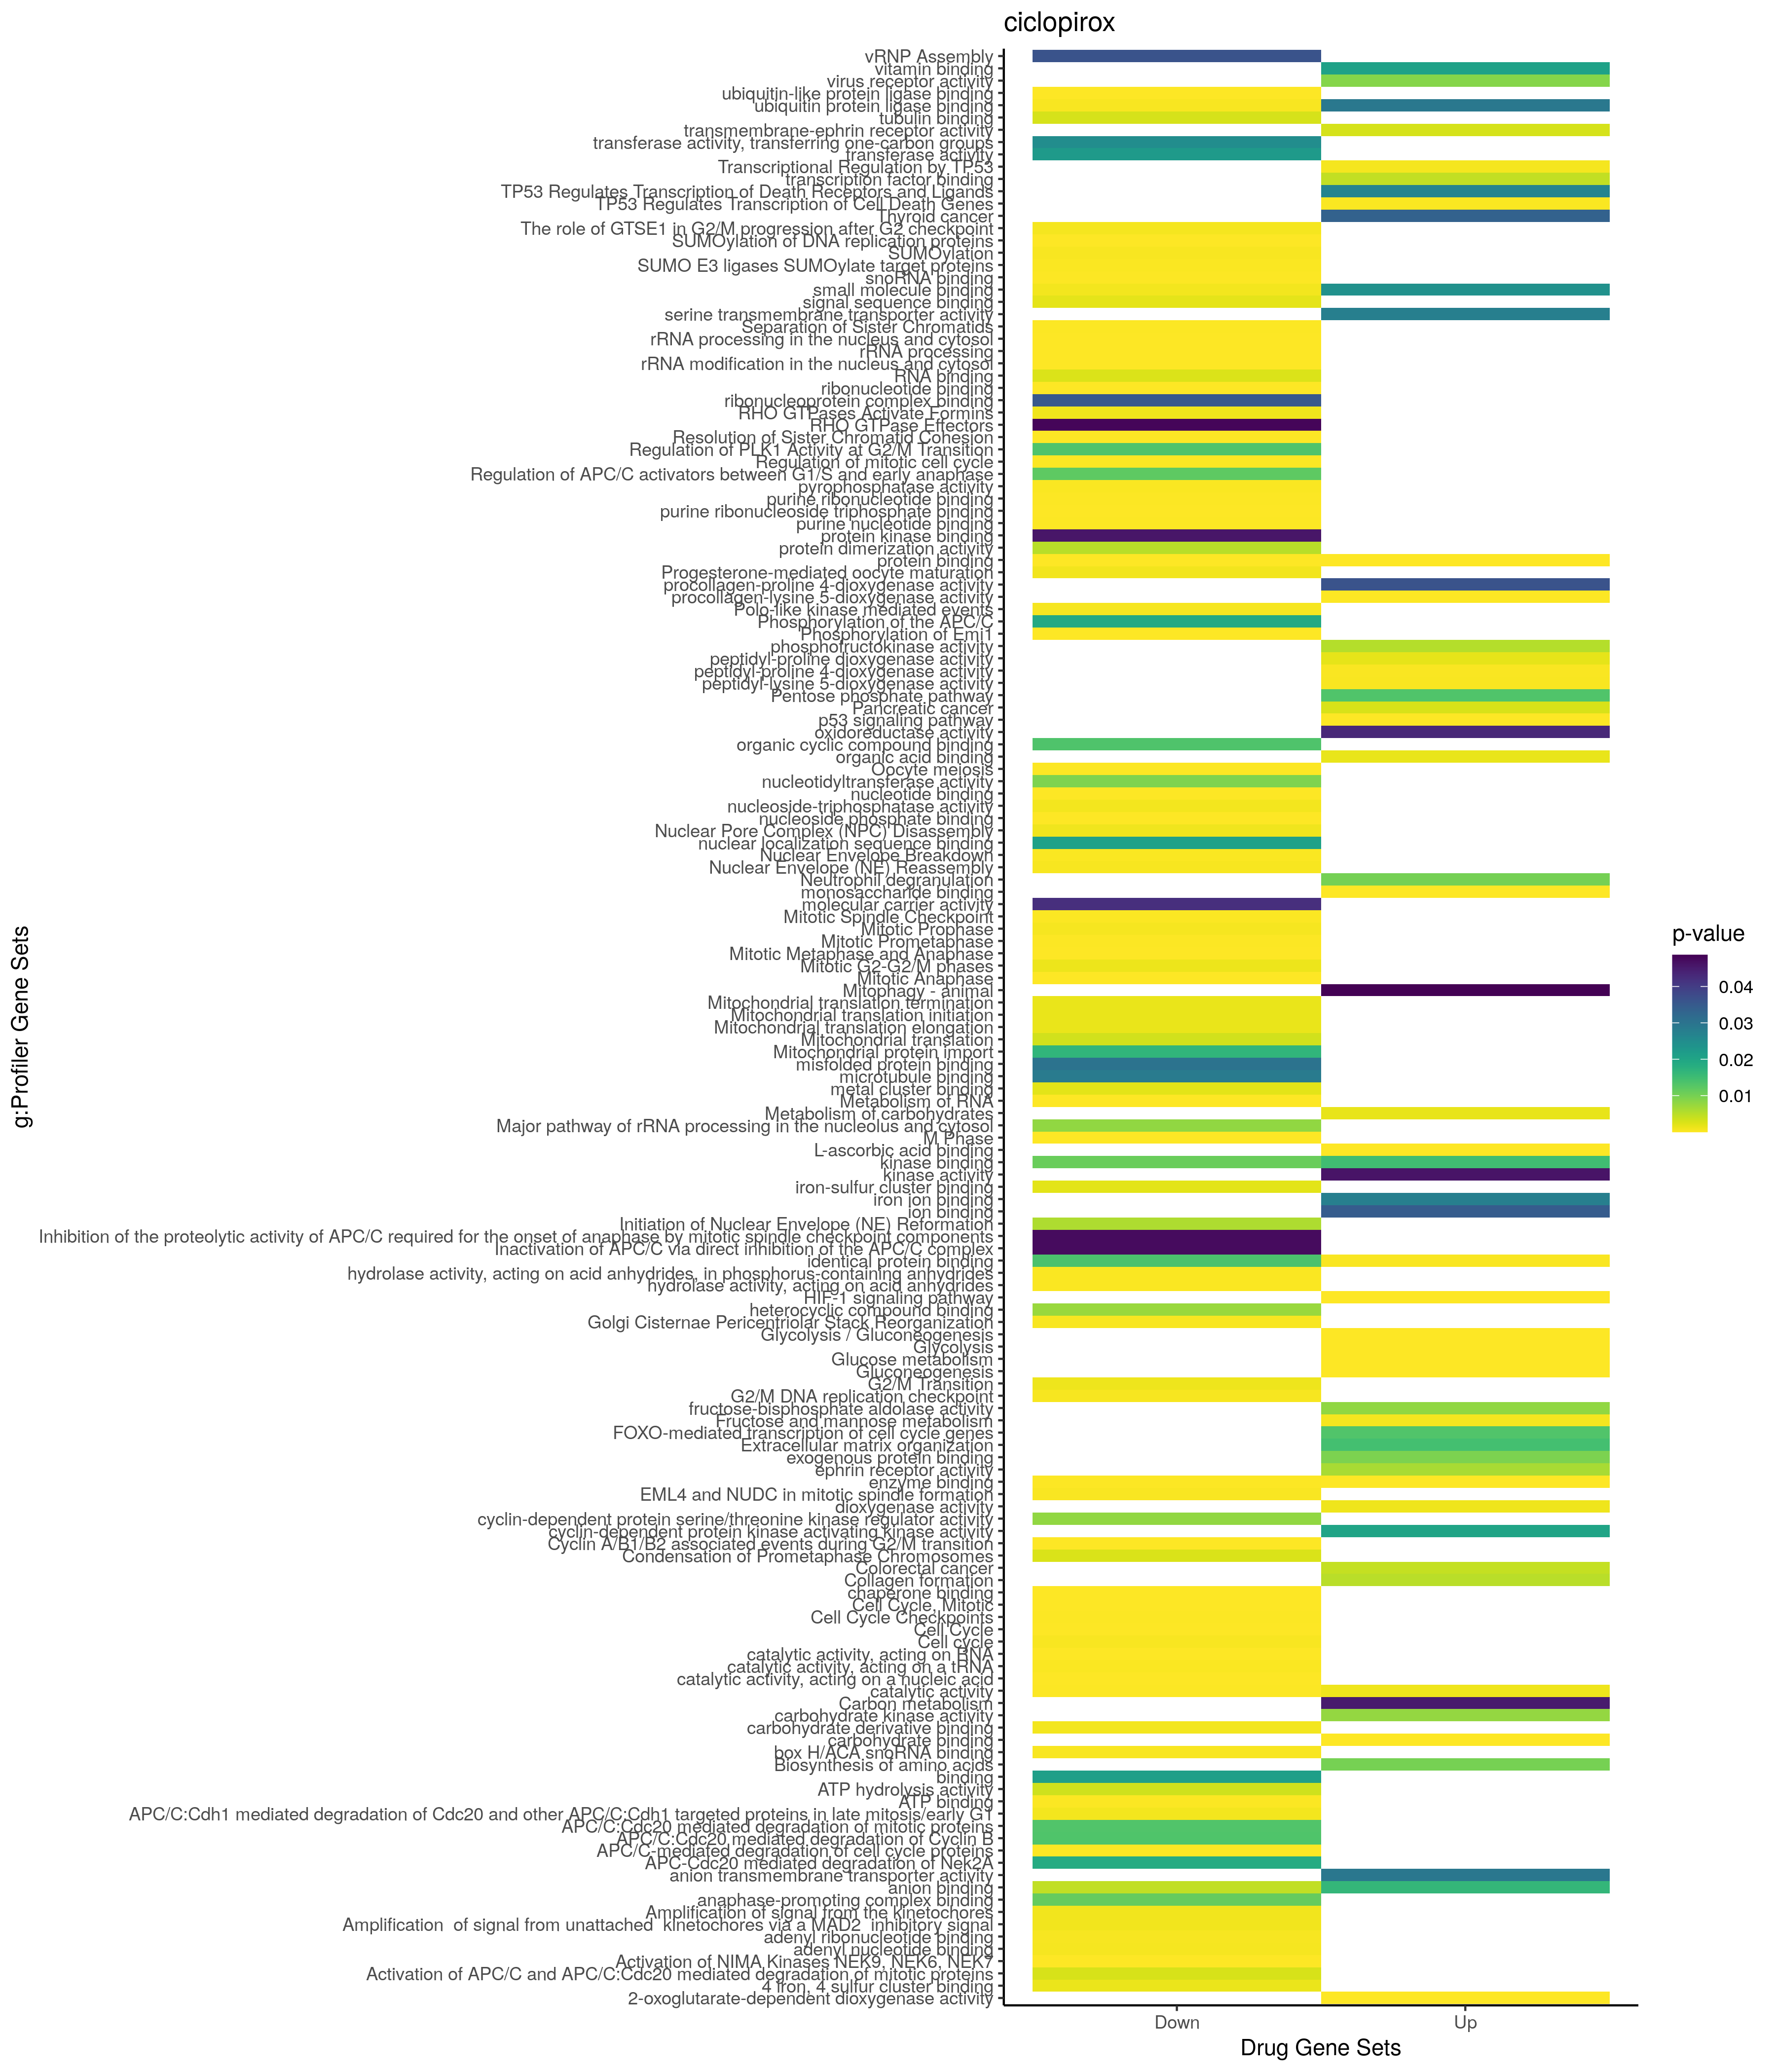 ciclopirox
vRNP Assembly
vitamin binding
virus receptor activity
ubiquitin-like protein ligase binding
ubiquitin protein ligase binding
tubulin binding
transmembrane-ephrin receptor activity
transferase activity, transferring one-carbon groups
transferase activity
Transcriptional Regulation by TP53
transcription factor binding
TP53 Regulates Transcription of Death Receptors and Ligands
TP53 Regulates Transcription of Cell Death Genes
Thyroid cancer
The role of GTSE1 in G2/M progression after G2 checkpoint
SUMOylation of DNA replication proteins
SUMOylation
SUMO E3 ligases SUMOylate target proteins
snoRNA binding
small molecule binding
signal sequence binding
serine transmembrane transporter activity
Separation of Sister Chromatids
rRNA processing in the nucleus and cytosol
rRNA processing
rRNA modification in the nucleus and cytosol
RNA binding
ribonucleotide binding
ribonucleoprotein complex binding
RHO GTPases Activate Formins
RHO GTPase Effectors
Resolution of Sister Chromatid Cohesion
Regulation of PLK1 Activity at G2/M Transition
Regulation of mitotic cell cycle
Regulation of APC/C activators between G1/S and early anaphase
pyrophosphatase activity
purine ribonucleotide binding
purine ribonucleoside triphosphate binding
purine nucleotide binding
protein kinase binding
protein dimerization activity
protein binding
Progesterone-mediated oocyte maturation
procollagen-proline 4-dioxygenase activity
procollagen-lysine 5-dioxygenase activity
Polo-like kinase mediated events
Phosphorylation of the APC/C
Phosphorylation of Emi1
phosphofructokinase activity
peptidyl-proline dioxygenase activity
peptidyl-proline 4-dioxygenase activity
peptidyl-lysine 5-dioxygenase activity
Pentose phosphate pathway
Pancreatic cancer
p53 signaling pathway
oxidoreductase activity
organic cyclic compound binding
organic acid binding
Oocyte meiosis
nucleotidyltransferase activity
nucleotide binding
nucleoside-triphosphatase activity
nucleoside phosphate binding
Nuclear Pore Complex (NPC) Disassembly
nuclear localization sequence binding
Nuclear Envelope Breakdown
Nuclear Envelope (NE) Reassembly
Neutrophil degranulation
monosaccharide binding
molecular carrier activity
Mitotic Spindle Checkpoint
Mitotic Prophase
Mitotic Prometaphase
Mitotic Metaphase and Anaphase
Mitotic G2-G2/M phases
Mitotic Anaphase
Mitophagy - animal
Mitochondrial translation termination
Mitochondrial translation initiation
Mitochondrial translation elongation
Mitochondrial translation
Mitochondrial protein import
misfolded protein binding
microtubule binding
metal cluster binding
Metabolism of RNA
Metabolism of carbohydrates
Major pathway of rRNA processing in the nucleolus and cytosol
M Phase
L-ascorbic acid binding
kinase binding
kinase activity
iron-sulfur cluster binding
iron ion binding
ion binding
Initiation of Nuclear Envelope (NE) Reformation
Inhibition of the proteolytic activity of APC/C required for the onset of anaphase by mitotic spindle checkpoint components
Inactivation of APC/C via direct inhibition of the APC/C complex
identical protein binding
hydrolase activity, acting on acid anhydrides, in phosphorus-containing anhydrides
hydrolase activity, acting on acid anhydrides
HIF-1 signaling pathway
heterocyclic compound binding
Golgi Cisternae Pericentriolar Stack Reorganization
Glycolysis / Gluconeogenesis
Glycolysis
Glucose metabolism
Gluconeogenesis
G2/M Transition
G2/M DNA replication checkpoint
fructose-bisphosphate aldolase activity
Fructose and mannose metabolism
FOXO-mediated transcription of cell cycle genes
Extracellular matrix organization
exogenous protein binding
ephrin receptor activity
enzyme binding
EML4 and NUDC in mitotic spindle formation
dioxygenase activity
cyclin-dependent protein serine/threonine kinase regulator activity
cyclin-dependent protein kinase activating kinase activity
Cyclin A/B1/B2 associated events during G2/M transition
Condensation of Prometaphase Chromosomes
Colorectal cancer
Collagen formation
chaperone binding
Cell Cycle, Mitotic
Cell Cycle Checkpoints
Cell Cycle
Cell cycle
catalytic activity, acting on RNA
catalytic activity, acting on a tRNA
catalytic activity, acting on a nucleic acid
catalytic activity
Carbon metabolism
carbohydrate kinase activity
carbohydrate derivative binding
carbohydrate binding
box H/ACA snoRNA binding
Biosynthesis of amino acids
binding
ATP hydrolysis activity
ATP binding
APC/C:Cdh1 mediated degradation of Cdc20 and other APC/C:Cdh1 targeted proteins in late mitosis/early G1
APC/C:Cdc20 mediated degradation of mitotic proteins
APC/C:Cdc20 mediated degradation of Cyclin B
APC/C-mediated degradation of cell cycle proteins
APC-Cdc20 mediated degradation of Nek2A
anion transmembrane transporter activity
anion binding
anaphase-promoting complex binding
Amplification of signal from the kinetochores
Amplification  of signal from unattached  kinetochores via a MAD2  inhibitory signal
adenyl ribonucleotide binding
adenyl nucleotide binding
Activation of NIMA Kinases NEK9, NEK6, NEK7
Activation of APC/C and APC/C:Cdc20 mediated degradation of mitotic proteins
4 iron, 4 sulfur cluster binding
2-oxoglutarate-dependent dioxygenase activity
g:Profiler Gene Sets
Down
Up
Drug Gene Sets
p-value
0.04
0.03
0.02
0.01